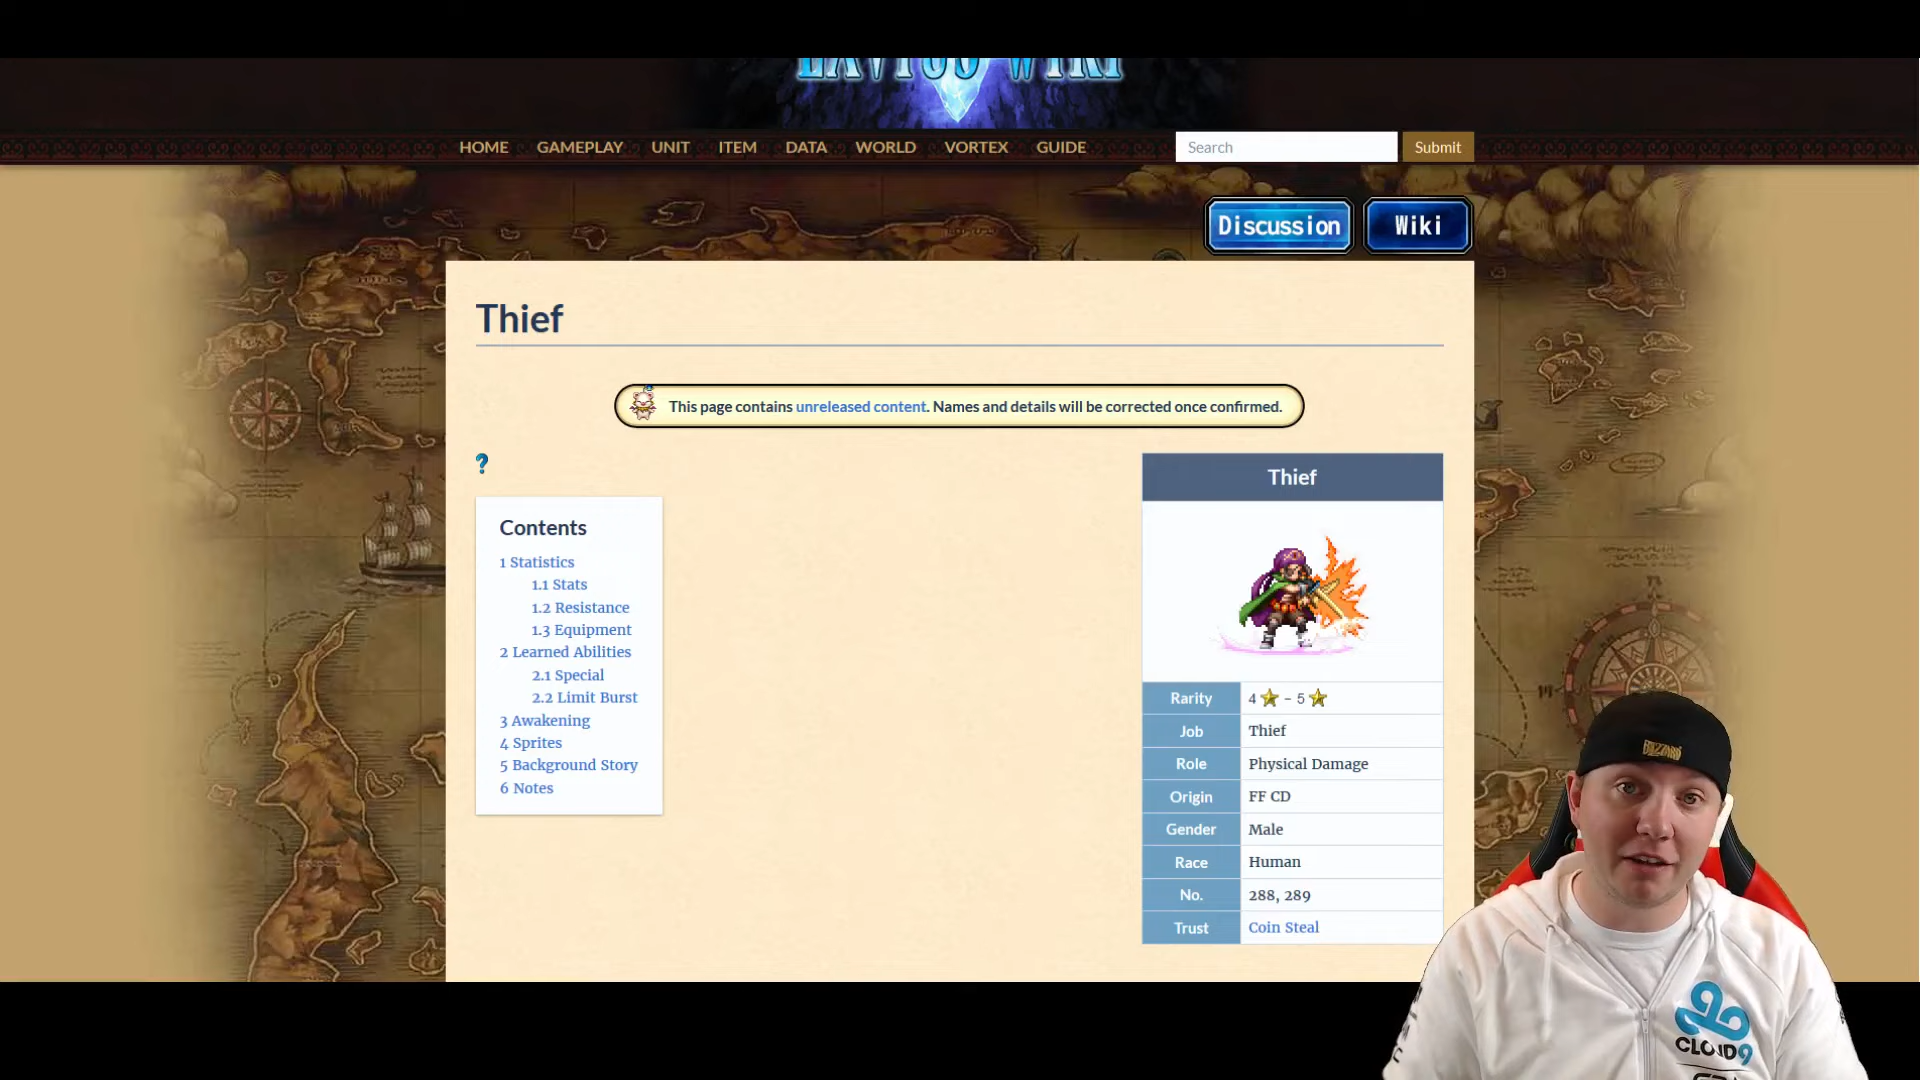 EXVIUS WIKI
HOME GAMEPLAY UNIT ITEM DATA WORLD VORTEX GUIDE Search Submit
Discussion Wiki
Thief
This page contains unreleased content. Names and details will be corrected once confirmed.
?
Contents
1 Statistics
1.1 Stats
1.2 Resistance
1.3 Equipment
2 Learned Abilities
2.1 Special
2.2 Limit Burst
3 Awakening
4 Sprites
5 Background Story
6 Notes
Thief
Rarity 4 - 5
Job Thief
Role Physical Damage
Origin FF CD
Gender Male
Race Human
No. 288, 289
Trust Coin Steal
BLIZZARD
CLOUD9